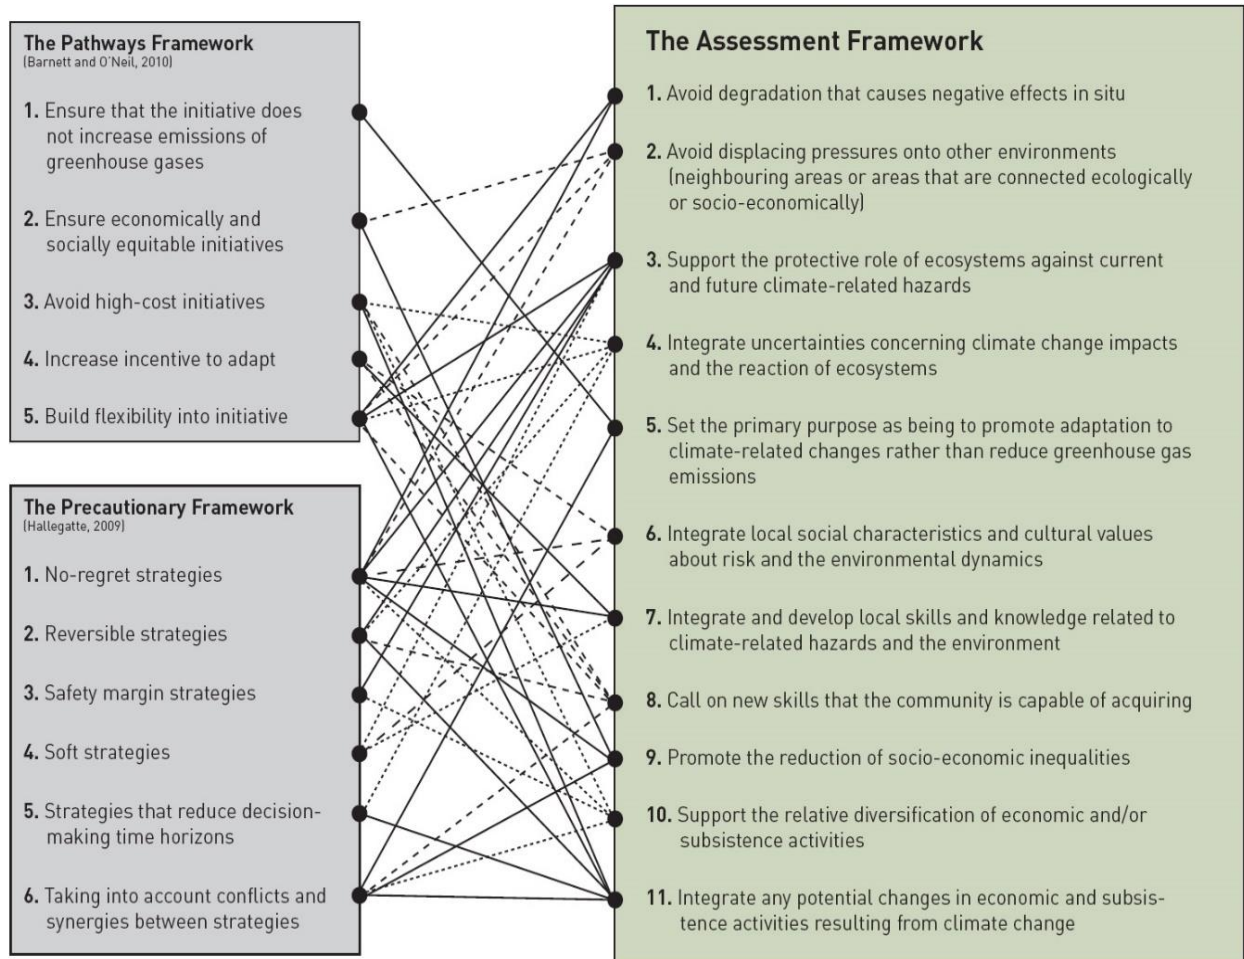 The Pathways Framework
(Barnett and O'Neil, 2010)
1. Ensure that the initiative does
not increase emissions of
greenhouse gases
2. Ensure economically and
socially equitable initiatives
3. Avoid high-cost initiatives
4. Increase incentive to adapt
5. Build flexibility into initiative
The Precautionary Framework
(Hallegatte, 2009)
1. No-regret strategies
2. Reversible strategies
3. Safety margin strategies
4. Soft strategies
5. Strategies that reduce decision-
making time horizons
6. Taking into account conflicts and
synergies between strategies
The Assessment Framework
1. Avoid degradation that causes negative effects in situ
2. Avoid displacing pressures onto other environments
(neighbouring areas or areas that are connected ecologically
or socio-economically)
3. Support the protective role of ecosystems against current
and future climate-related hazards
4. Integrate uncertainties concerning climate change impacts
and the reaction of ecosystems
5. Set the primary purpose as being to promote adaptation to
climate-related changes rather than reduce greenhouse gas
emissions
6. Integrate local social characteristics and cultural values
about risk and the environmental dynamics
7. Integrate and develop local skills and knowledge related to
climate-related hazards and the environment
8. Call on new skills that the community is capable of acquiring
9. Promote the reduction of socio-economic inequalities
10. Support the relative diversification of economic and/or
subsistence activities
11. Integrate any potential changes in economic and subsis-
tence activities resulting from climate change